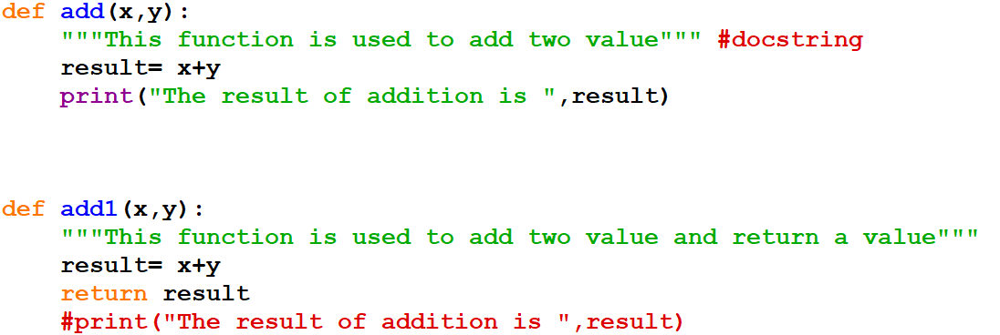 def add(x,y):
    """This function is used to add two value""" #docstring
    result= x+y
    print("The result of addition is ",result)
def add1(x,y):
    """This function is used to add two value and return a value"""
    result= x+y
    return result
    #print("The result of addition is ",result)